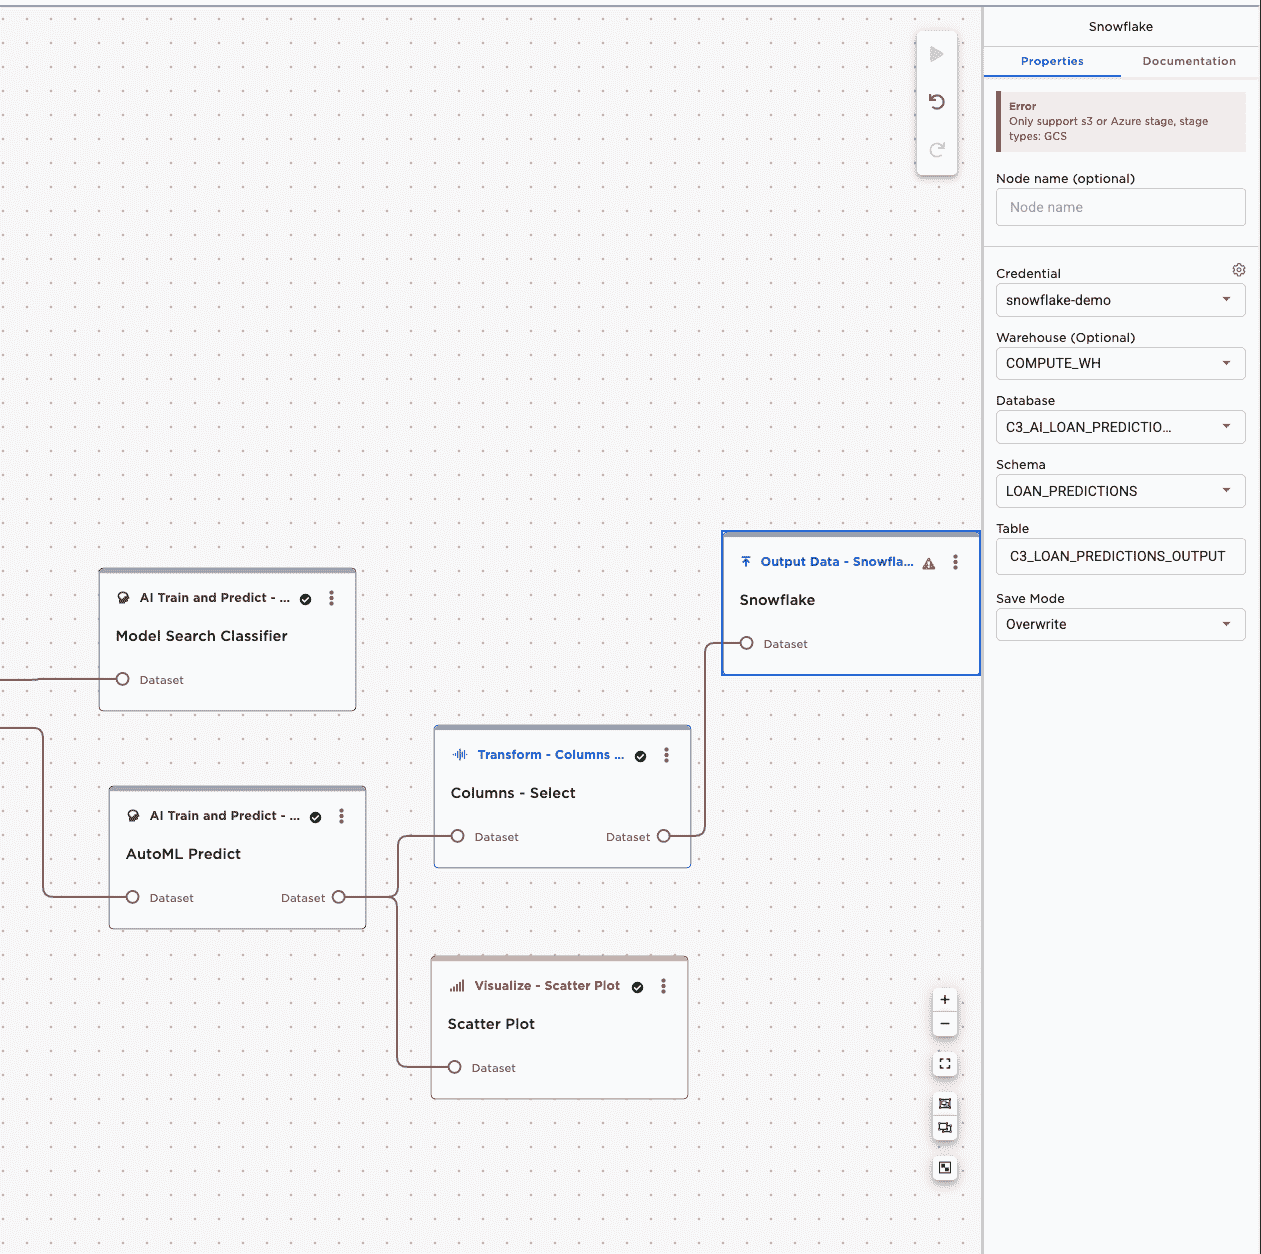 Snowflake
Properties
Documentation
Error
Only support s3 or Azure stage, stage
types: GCS
Node name (optional)
Node name
Credential
snowflake-demo
Warehouse (Optional)
COMPUTE_WH
Database
C3_AI_LOAN_PREDICTIO...
Schema
LOAN_PREDICTIONS
Table
C3_LOAN_PREDICTIONS_OUTPUT
Save Mode
Overwrite
Output Data - Snowfla...
Snowflake
Dataset
AI Train and Predict - ...
Model Search Classifier
Dataset
Transform - Columns ...
Columns - Select
Dataset
Dataset
AI Train and Predict - ...
AutoML Predict
Dataset
Dataset
Visualize - Scatter Plot
Scatter Plot
Dataset